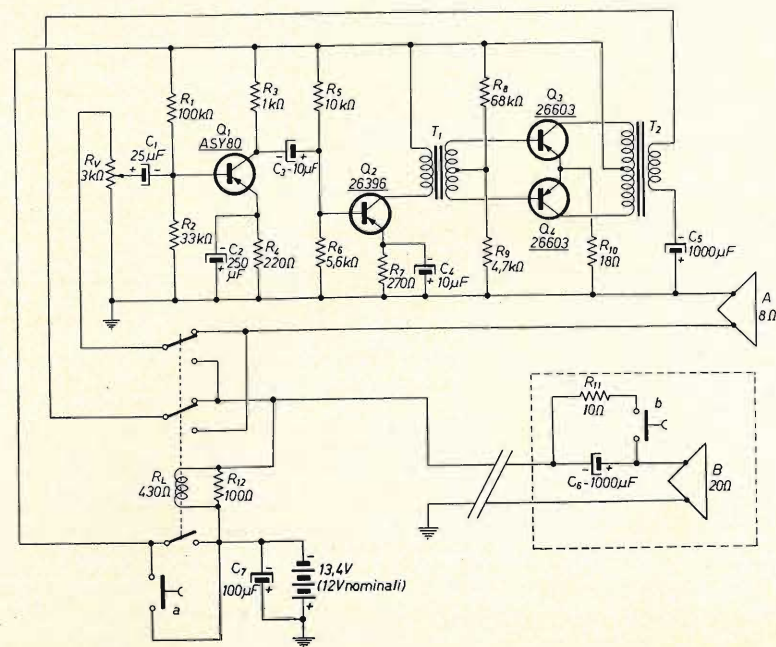 R1
100kΩ
R3
1kΩ
R5
10kΩ
R8
68kΩ
Q3
26603
T2
Q1
ASY80
C1
25µF
RV
3kΩ
C3-10µF
T1
Q2
26396
R2
33kΩ
C2
250
µF
R4
220Ω
R6
5,6kΩ
R7
270Ω
C4
10µF
R9
4,7kΩ
Q4
26603
R10
18Ω
C5
1000µF
A
8Ω
R11
10Ω
b
C6-1000µF
B
20Ω
RL
430Ω
R12
100Ω
a
C7
100µF
13,4V
(12V nominali)